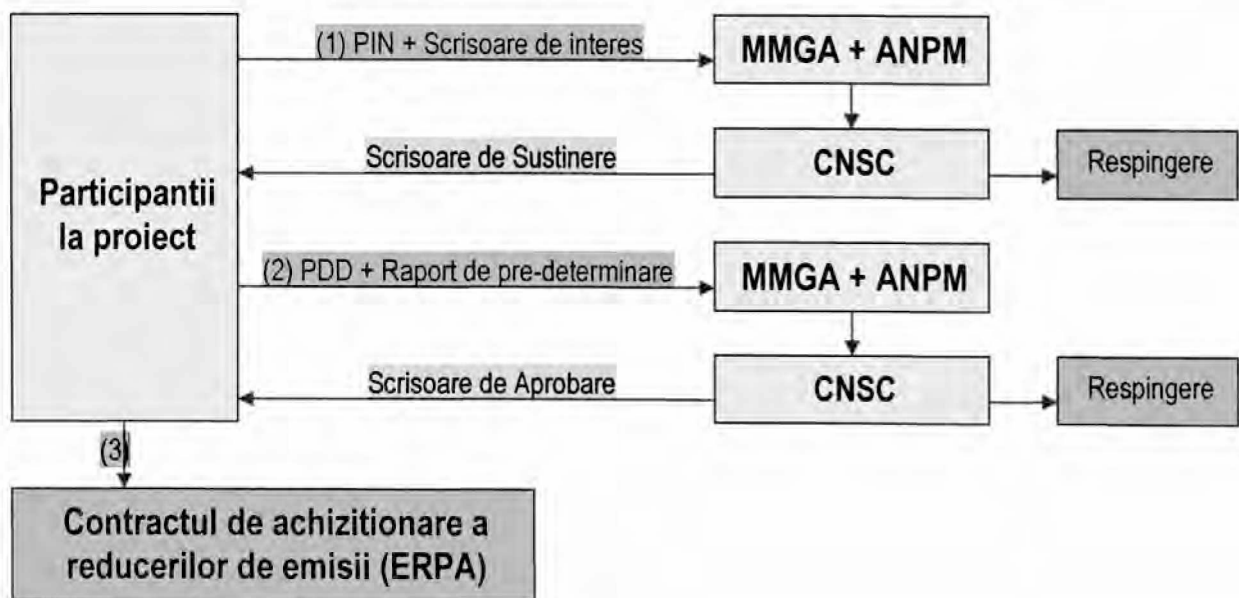 (1) PIN + Scrisoare de interes
MMGA + ANPM
Scrisoare de Sustinere
CNSC
Respingere
Participantii
la proiect
(2) PDD + Raport de pre-determinare
MMGA + ANPM
Scrisoare de Aprobare
CNSC
Respingere
(3)
Contractul de achizitionare a
reducerilor de emisii (ERPA)